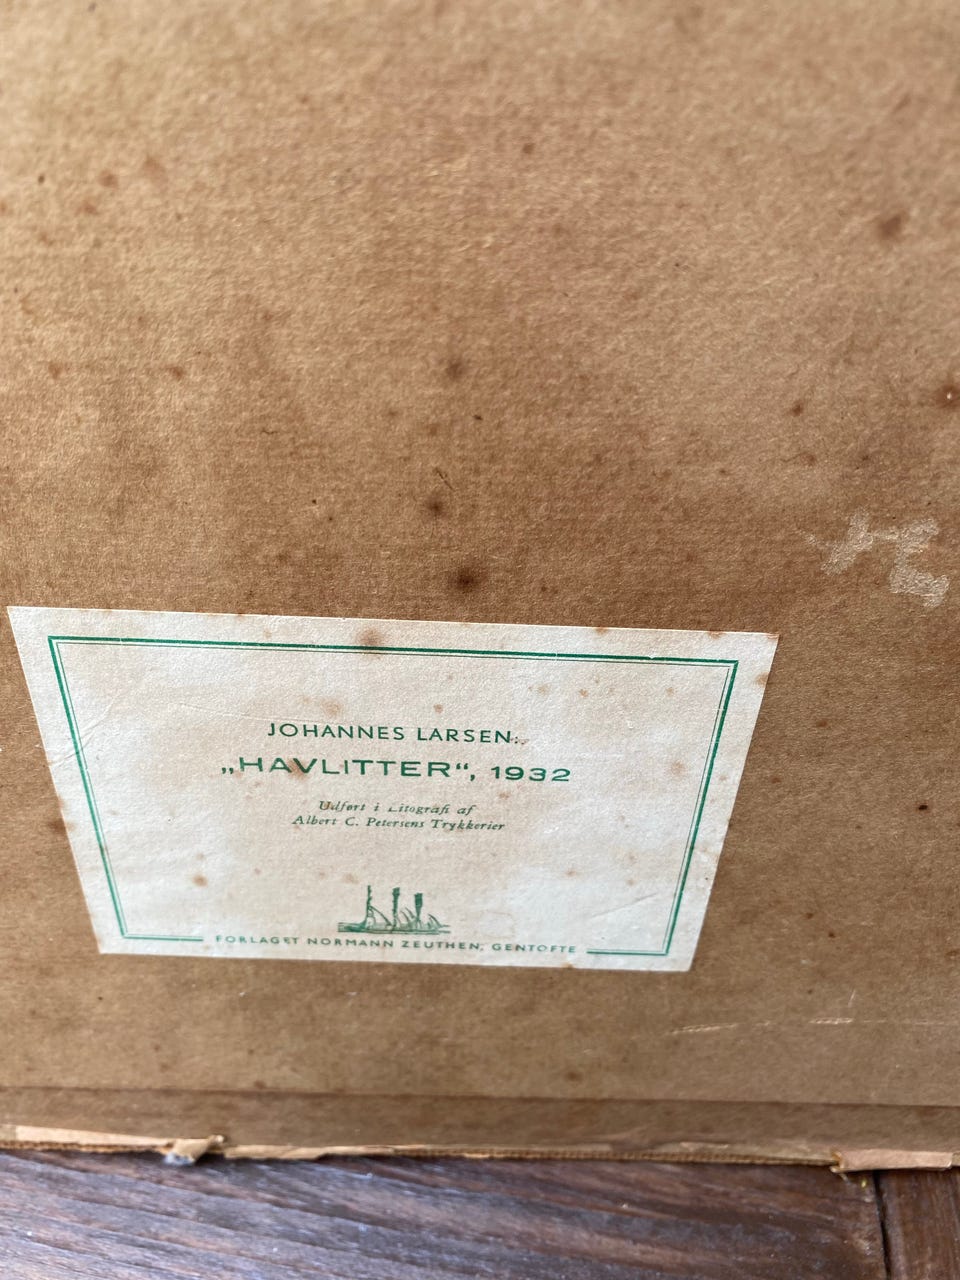 JOHANNES LARSEN:
„HAVLITTER“, 1932
Udført i Litografi af
Albert C. Petersens Trykkerier
FORLAGET NORMANN ZEUTHEN, GENTOFTE